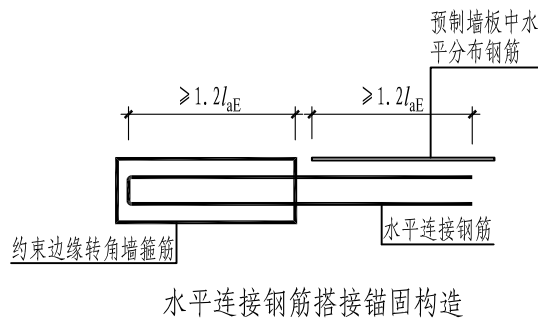 预制墙板中水
平分布钢筋
≥1.2laE
≥1.2laE
约束边缘转角墙箍筋
水平连接钢筋
水平连接钢筋搭接锚固构造